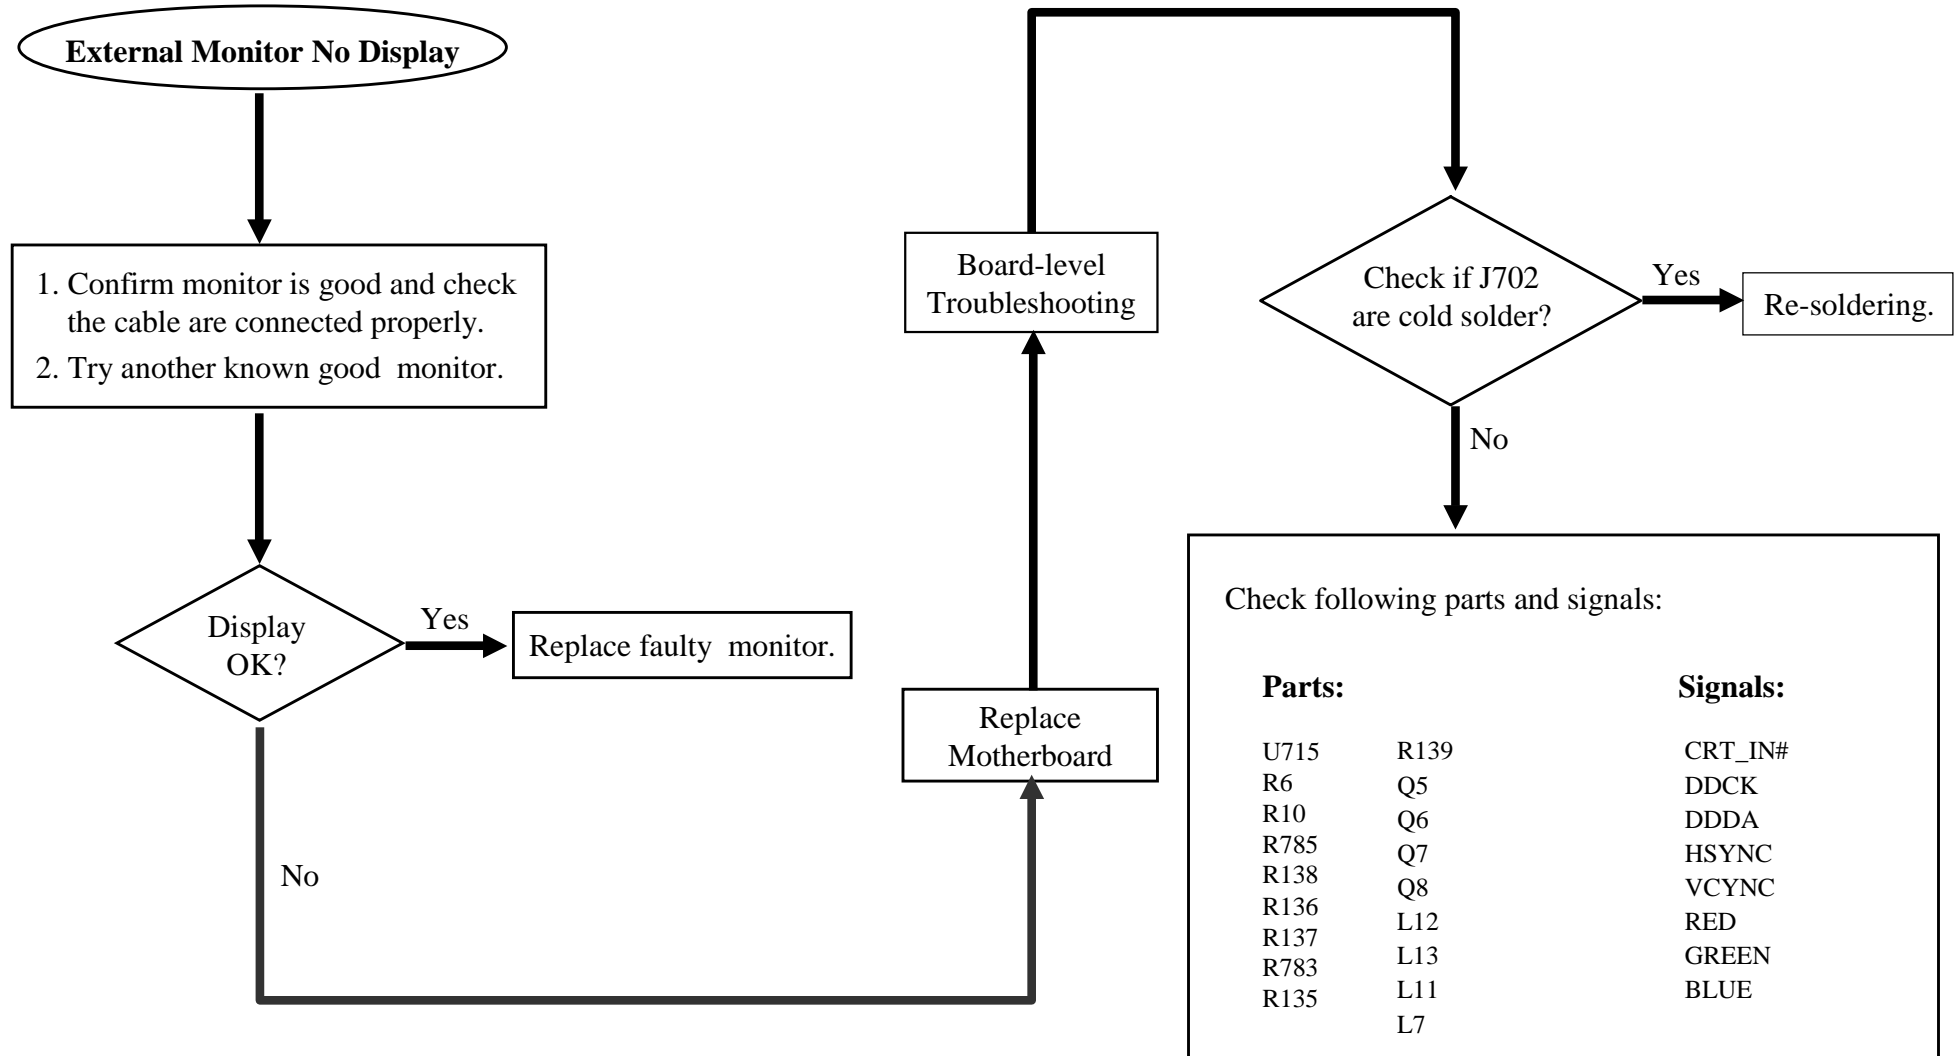 External Monitor No Display
1. Confirm monitor is good and check
the cable are connected properly.
2. Try another known good  monitor.
Display
OK?
Yes
Replace faulty  monitor.
No
Replace
Motherboard
Board-level
Troubleshooting
Check if J702
are cold solder?
Yes
Re-soldering.
No
Check following parts and signals:
Parts:
U715
R6
R10
R785
R138
R136
R137
R783
R135
R139
Q5
Q6
Q7
Q8
L12
L13
L11
L7
Signals:
CRT_IN#
DDCK
DDDA
HSYNC
VCYNC
RED
GREEN
BLUE